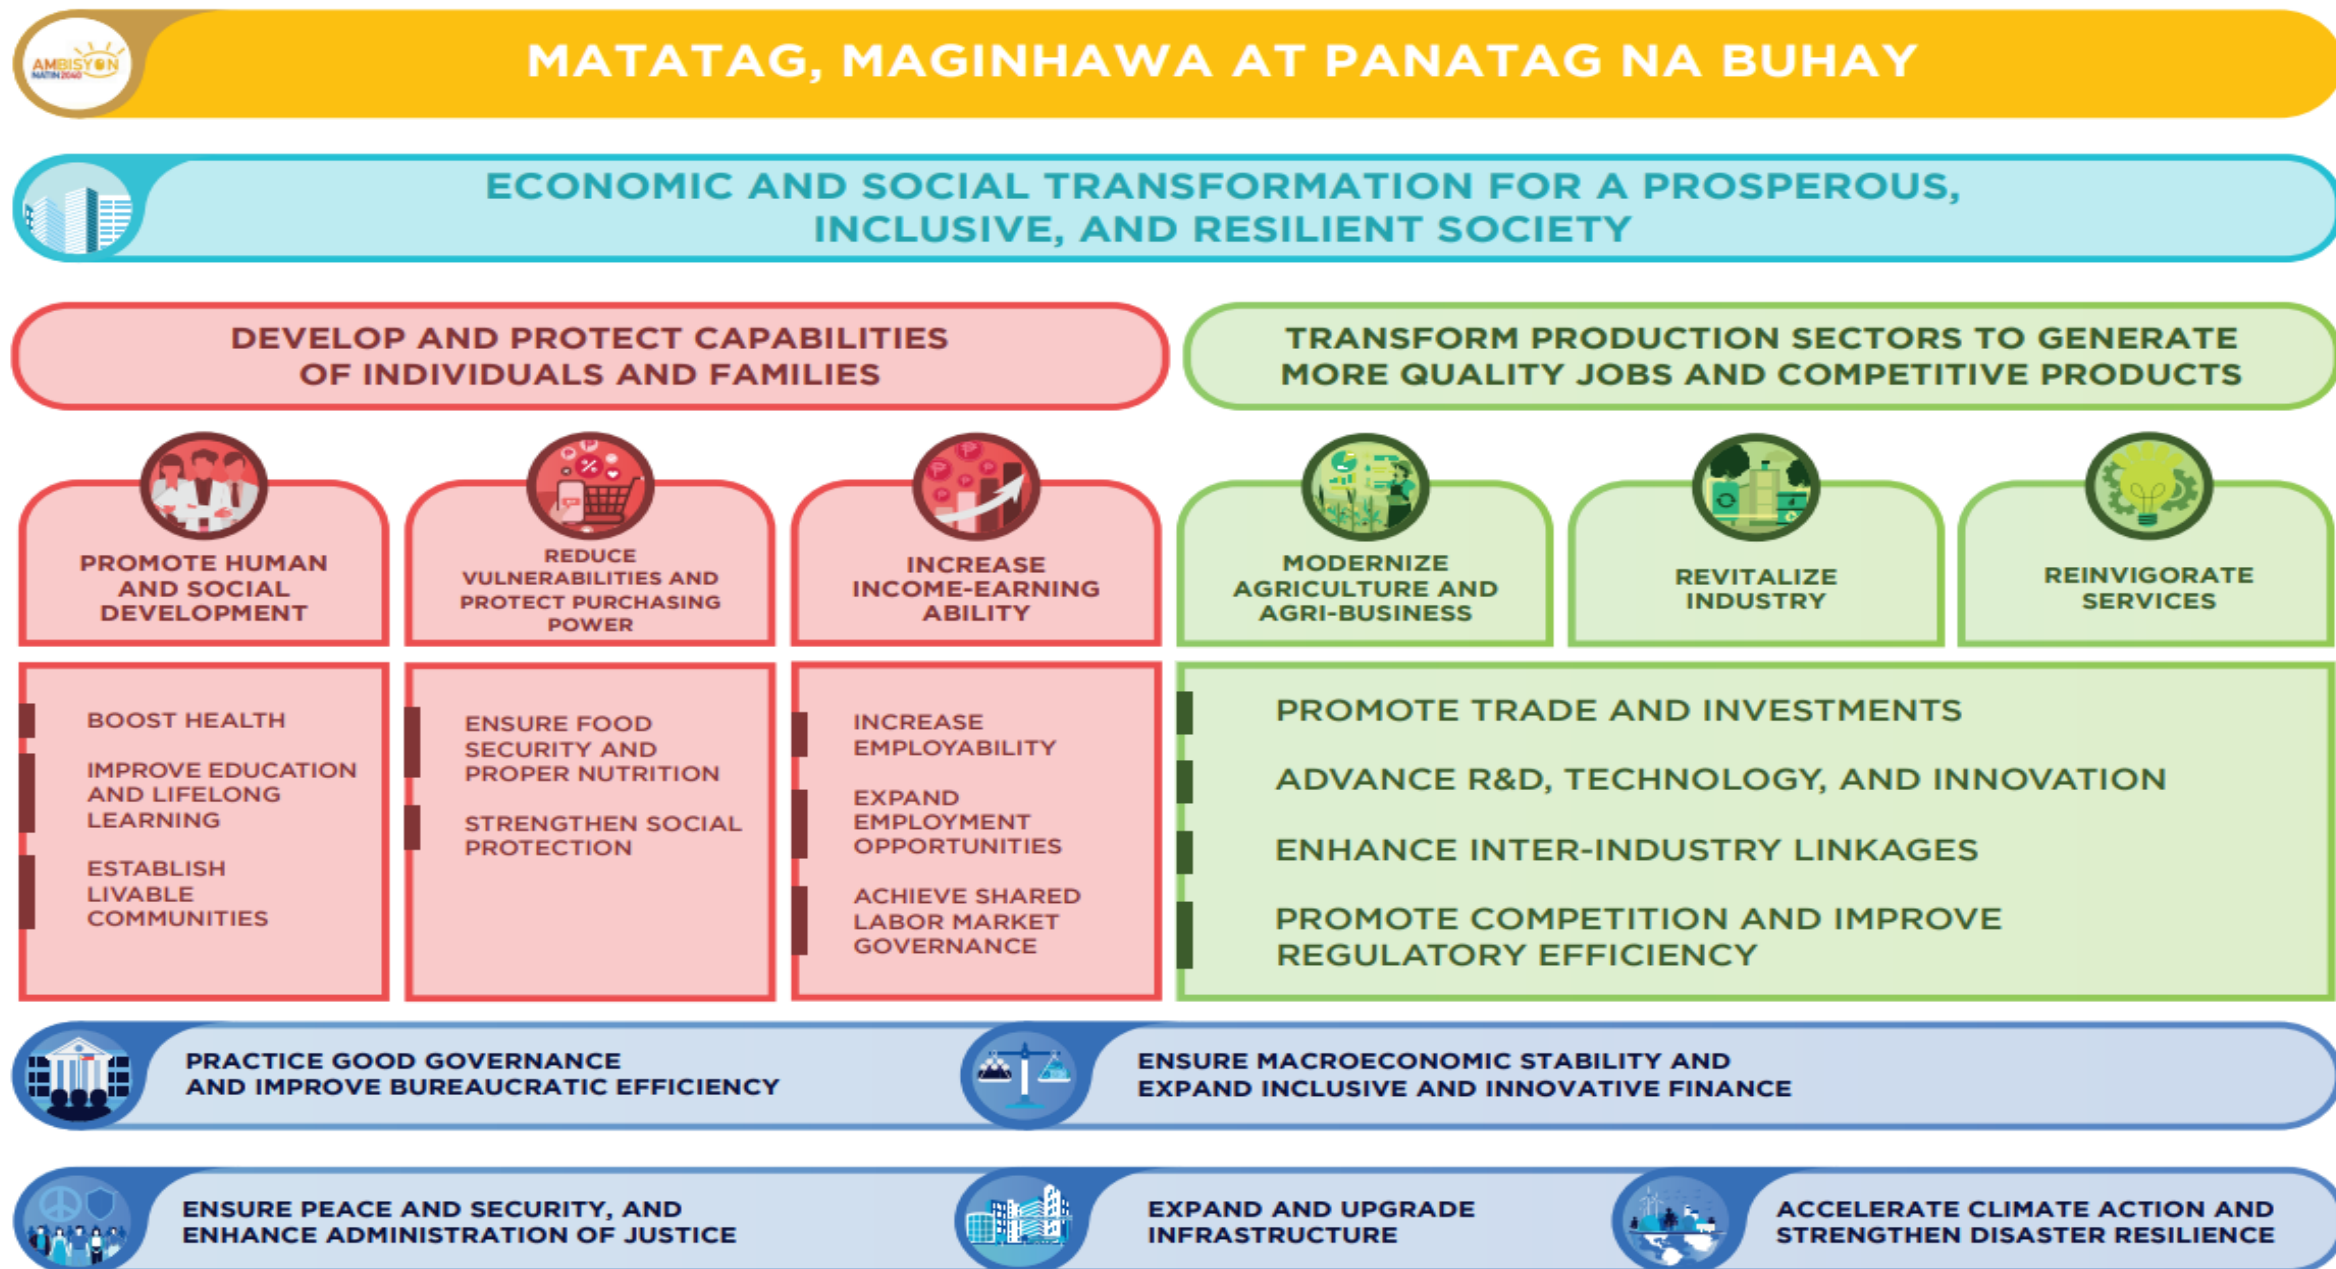 AMBISYON
NATIN 2040
MATATAG, MAGINHAWA AT PANATAG NA BUHAY
ECONOMIC AND SOCIAL TRANSFORMATION FOR A PROSPEROUS,
INCLUSIVE, AND RESILIENT SOCIETY
DEVELOP AND PROTECT CAPABILITIES
OF INDIVIDUALS AND FAMILIES
TRANSFORM PRODUCTION SECTORS TO GENERATE
MORE QUALITY JOBS AND COMPETITIVE PRODUCTS
PROMOTE HUMAN
AND SOCIAL
DEVELOPMENT
REDUCE
VULNERABILITIES AND
PROTECT PURCHASING
POWER
INCREASE
INCOME-EARNING
ABILITY
MODERNIZE
AGRICULTURE AND
AGRI-BUSINESS
REVITALIZE
INDUSTRY
REINVIGORATE
SERVICES
BOOST HEALTH
IMPROVE EDUCATION
AND LIFELONG
LEARNING
ESTABLISH
LIVABLE
COMMUNITIES
ENSURE FOOD
SECURITY AND
PROPER NUTRITION
STRENGTHEN SOCIAL
PROTECTION
INCREASE
EMPLOYABILITY
EXPAND
EMPLOYMENT
OPPORTUNITIES
ACHIEVE SHARED
LABOR MARKET
GOVERNANCE
PROMOTE TRADE AND INVESTMENTS
ADVANCE R&D, TECHNOLOGY, AND INNOVATION
ENHANCE INTER-INDUSTRY LINKAGES
PROMOTE COMPETITION AND IMPROVE
REGULATORY EFFICIENCY
PRACTICE GOOD GOVERNANCE
AND IMPROVE BUREAUCRATIC EFFICIENCY
ENSURE MACROECONOMIC STABILITY AND
EXPAND INCLUSIVE AND INNOVATIVE FINANCE
ENSURE PEACE AND SECURITY, AND
ENHANCE ADMINISTRATION OF JUSTICE
EXPAND AND UPGRADE
INFRASTRUCTURE
ACCELERATE CLIMATE ACTION AND
STRENGTHEN DISASTER RESILIENCE